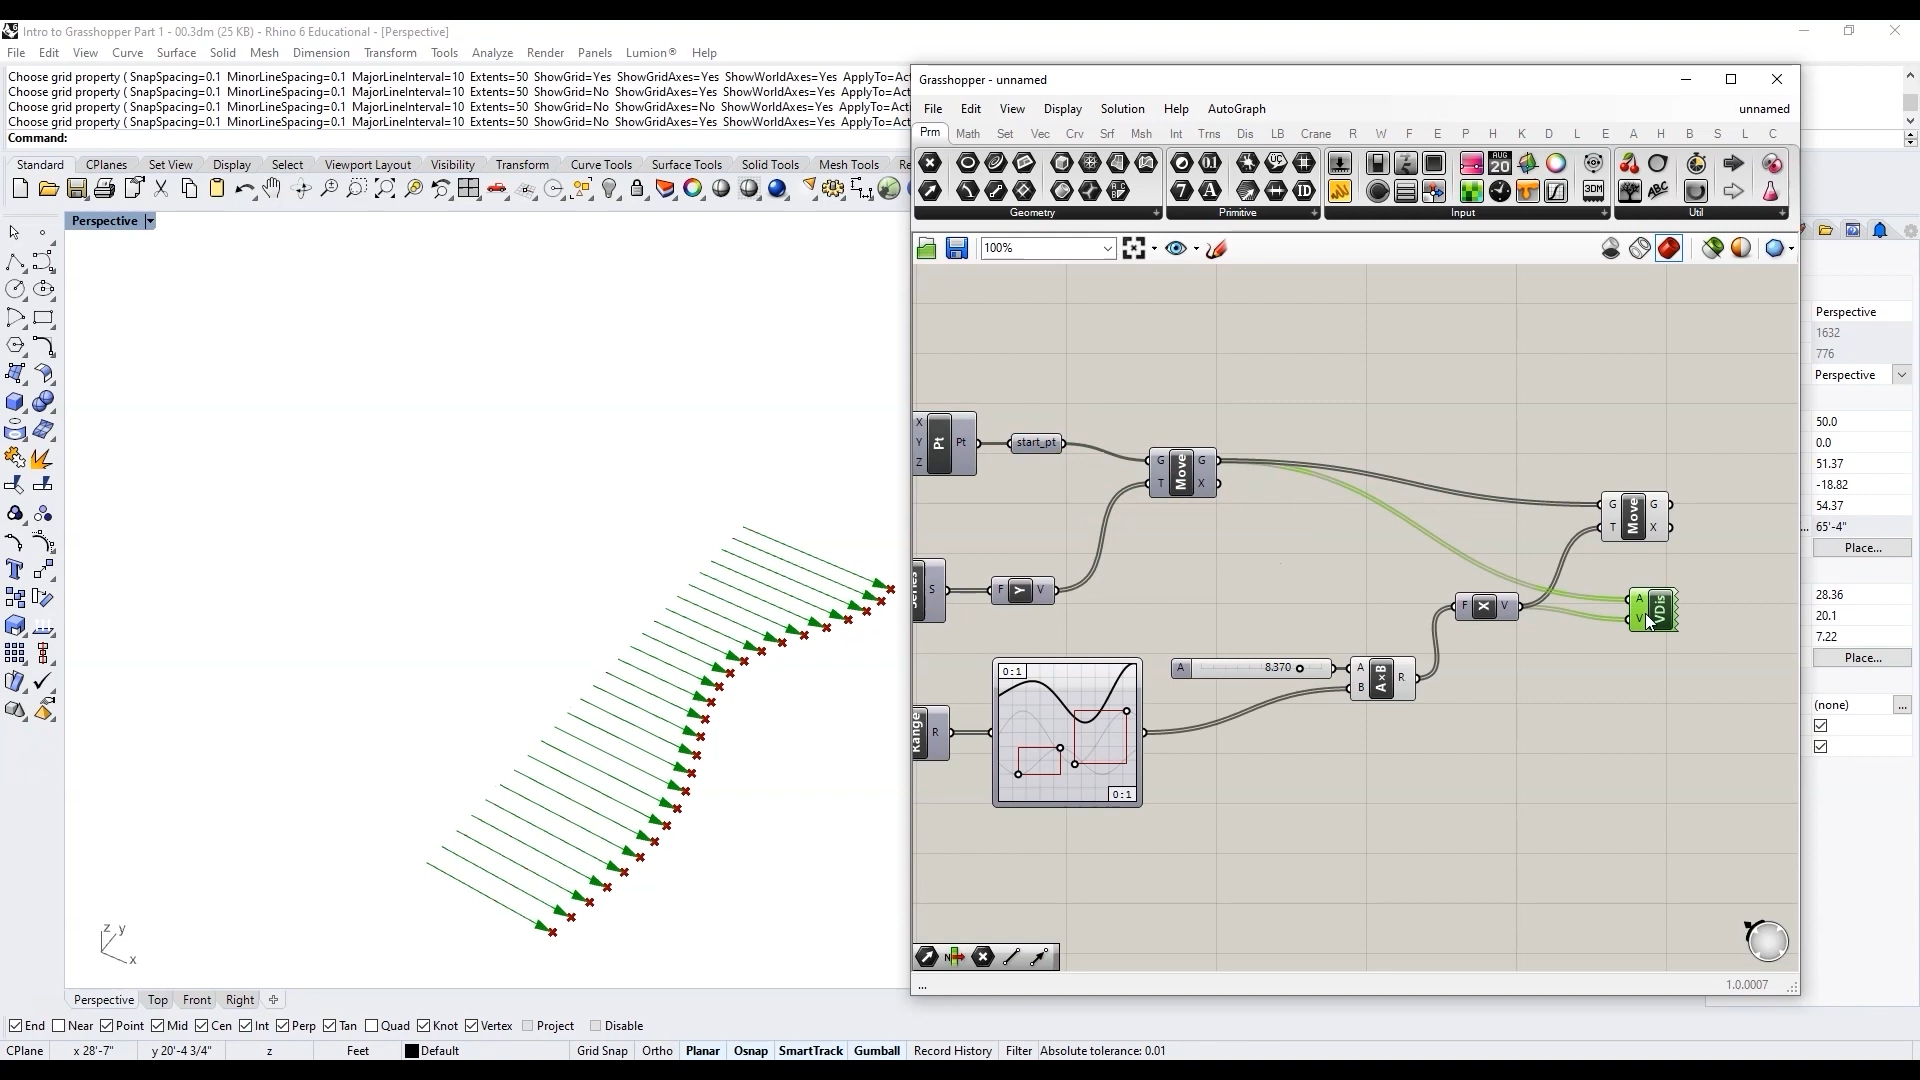 Intro to Grasshopper Part 1 - 00.3dm (25 KB) - Rhino 6 Educational - [Perspective]
File Edit View Curve Surface Solid Mesh Dimension Transform Tools Analyze Render Panels Lumion® Help
Choose grid property ( SnapSpacing=0.1 MinorLineSpacing=0.1 MajorLineInterval=10 Extents=50 ShowGrid=Yes ShowGridAxes=Yes ShowWorldAxes=Yes ApplyTo=Act
Choose grid property ( SnapSpacing=0.1 MinorLineSpacing=0.1 MajorLineInterval=10 Extents=50 ShowGrid=Yes ShowGridAxes=Yes ShowWorldAxes=Yes ApplyTo=Act
Choose grid property ( SnapSpacing=0.1 MinorLineSpacing=0.1 MajorLineInterval=10 Extents=50 ShowGrid=No ShowGridAxes=Yes ShowWorldAxes=Yes ApplyTo=Act
Choose grid property ( SnapSpacing=0.1 MinorLineSpacing=0.1 MajorLineInterval=10 Extents=50 ShowGrid=No ShowGridAxes=No ShowWorldAxes=Yes ApplyTo=Act
Command:
Standard CPlanes Set View Display Select Viewport Layout Visibility Transform Curve Tools Surface Tools Solid Tools Mesh Tools Re
Perspective
z y
x
Grasshopper - unnamed
File Edit View Display Solution Help AutoGraph unnamed
Prm Math Set Vec Crv Srf Msh Int Trns Dis LB Crane R W F E P H K D L E A H B S L C
Geometry Primitive Input Util
100%
X
Y Pt Pt
Z
start_pt
G Move G
T X
S
F Y V
Range R
0:1
0:1
A 8.370
A A×B R
B
F X V
G Move G
T X
A VDis
V
...
1.0.0007
Perspective
1632
776
Perspective
50.0
0.0
51.37
-18.82
54.37
65'-4"
Place...
28.36
20.1
7.22
Place...
(none) ...
Perspective Top Front Right
End Near Point Mid Cen Int Perp Tan Quad Knot Vertex Project Disable
CPlane x 28'-7" y 20'-4 3/4" z Feet Default Grid Snap Ortho Planar Osnap SmartTrack Gumball Record History Filter Absolute tolerance: 0.01